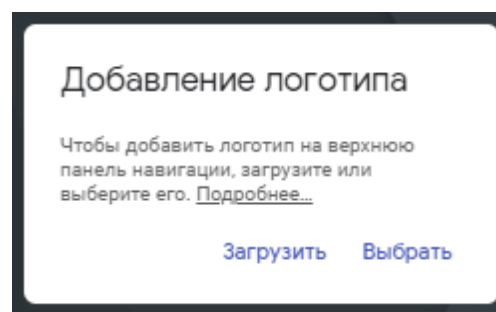 Добавление логотипа
Чтобы добавить логотип на верхнюю
панель навигации, загрузите или
выберите его. Подробнее...
Загрузить Выбрать